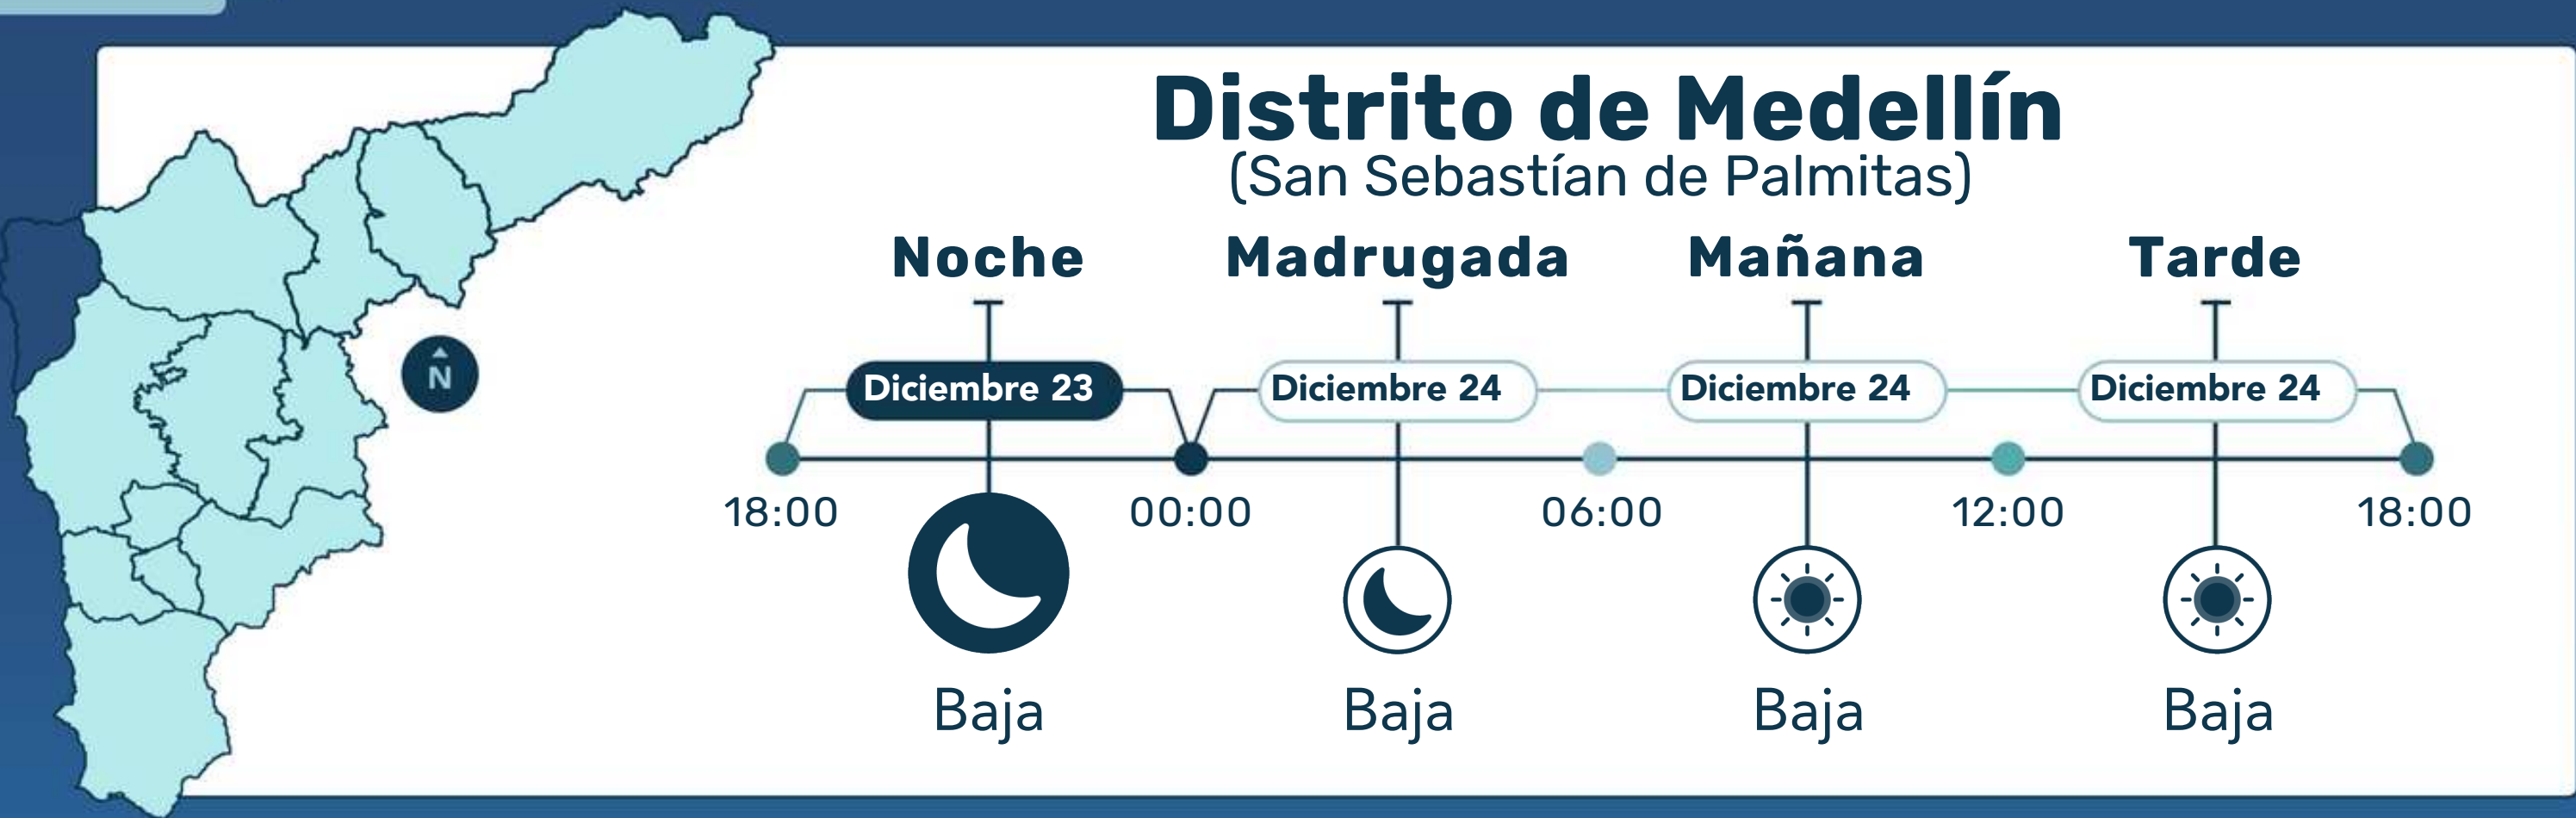 Distrito de Medellín
(San Sebastían de Palmitas)
Noche Madrugada Mañana Tarde
Diciembre 23 Diciembre 24 Diciembre 24 Diciembre 24
N
18:00 00:00 06:00 12:00 18:00
Baja Baja Baja Baja